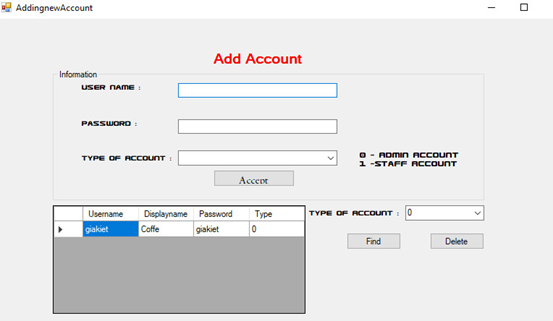 AddingnewAccount
Add Account
Information
USER NAME :
PASSWORD :
TYPE OF ACCOUNT :
0 - ADMIN ACCOUNT
1 -STAFF ACCOUNT
Accept
Username Displayname Password Type
giakiet Coffe giakiet 0
TYPE OF ACCOUNT : 0
Find Delete